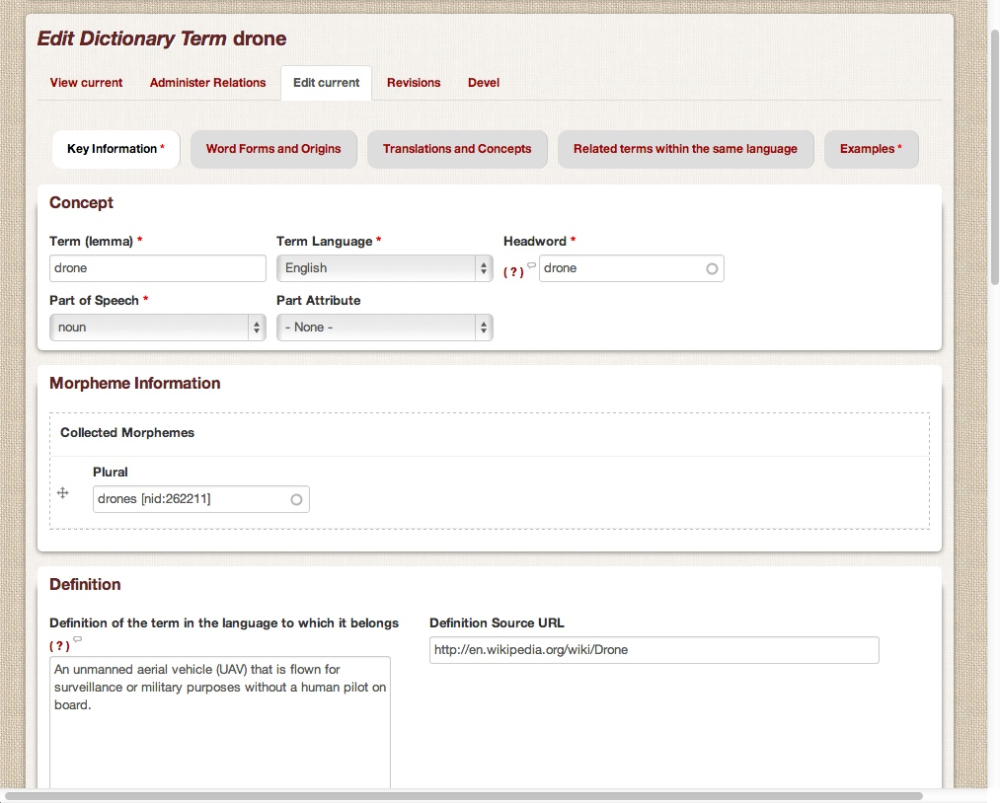 Edit Dictionary Term drone
View current Administer Relations Edit current Revisions Devel
Key Information * Word Forms and Origins Translations and Concepts Related terms within the same language Examples *
Concept
Term (lemma) * Term Language * Headword *
drone English (?) drone
Part of Speech * Part Attribute
noun - None -
Morpheme Information
Collected Morphemes
Plural
drones [nid:262211]
Definition
Definition of the term in the language to which it belongs Definition Source URL
(?)
http://en.wikipedia.org/wiki/Drone
An unmanned aerial vehicle (UAV) that is flown for
surveillance or military purposes without a human pilot on
board.